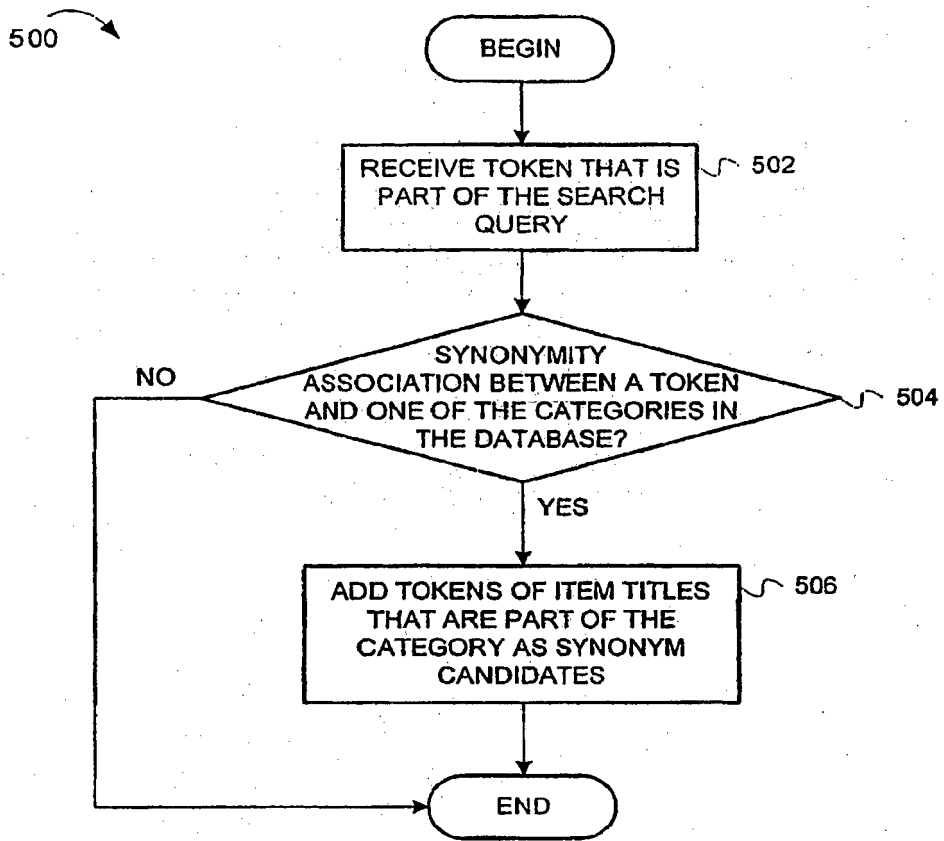 500
BEGIN
RECEIVE TOKEN THAT IS
PART OF THE SEARCH
QUERY
502
SYNONYMITY
ASSOCIATION BETWEEN A TOKEN
AND ONE OF THE CATEGORIES IN
THE DATABASE?
504
NO
YES
ADD TOKENS OF ITEM TITLES
THAT ARE PART OF THE
CATEGORY AS SYNONYM
CANDIDATES
506
END